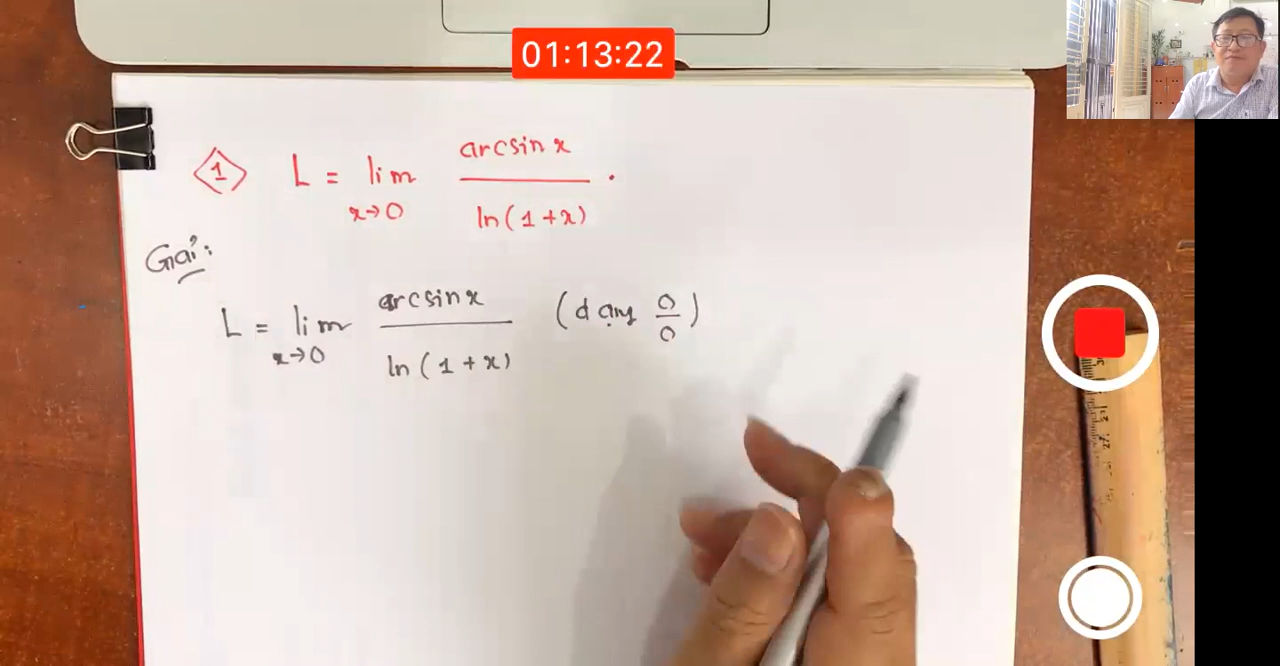 01:13:22
1 L = lim x→0 arcsin x / ln(1+x) .
Giải:
L = lim x→0 arcsin x / ln(1+x) (dạng 0/0)